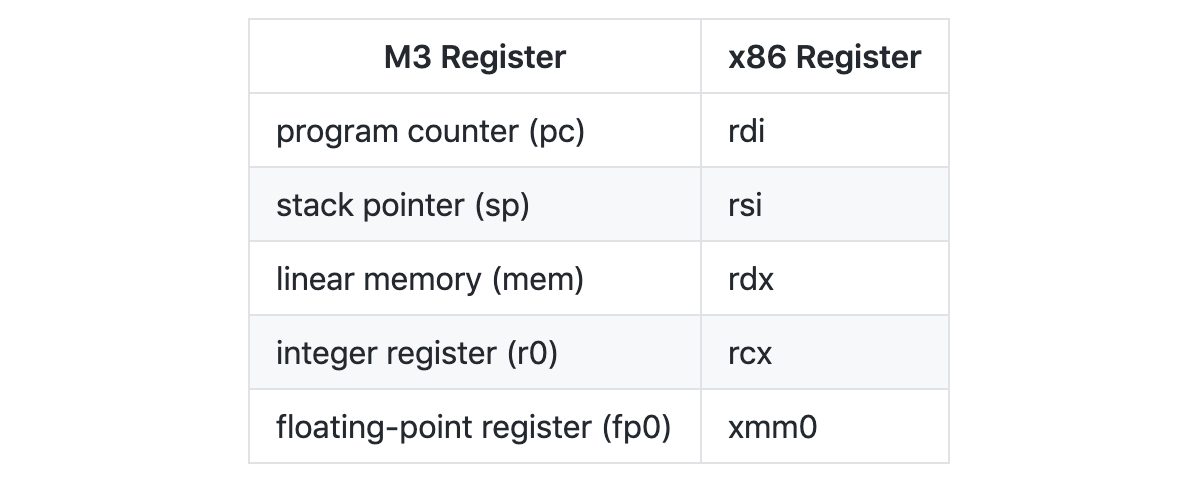 M3 Register x86 Register
program counter (pc) rdi
stack pointer (sp) rsi
linear memory (mem) rdx
integer register (r0) rcx
floating-point register (fp0) xmm0